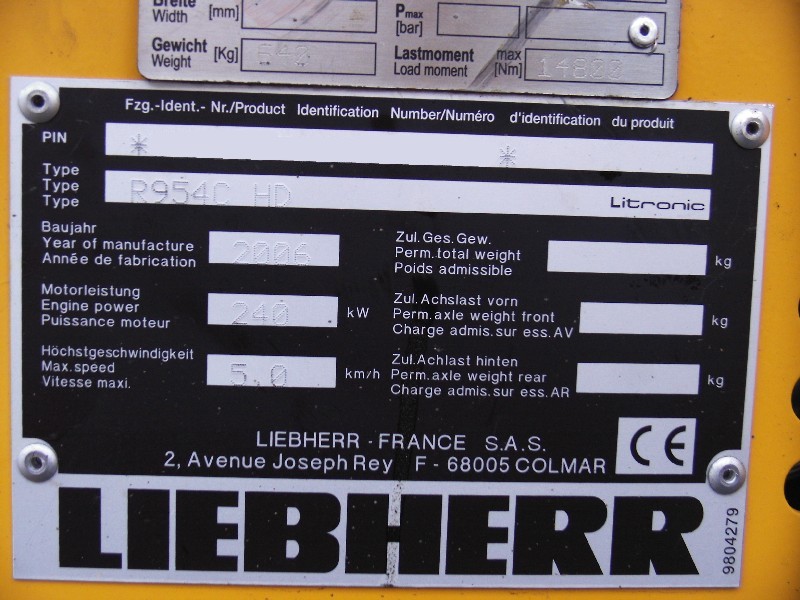 Breite
Width [mm]
Pmax
[bar]
Gewicht
Weight [Kg] 640
Lastmoment max
Load moment [Nm] 14800
Fzg.-Ident.- Nr./Product Identification Number/Numéro d'identification du produit
PIN * *
Type
Type
Type
R954C HD Litronic
Baujahr
Year of manufacture
Année de fabrication
2006
Zul.Ges.Gew.
Perm.total weight
Poids admissible
kg
Motorleistung
Engine power
Puissance moteur
240 kW
Zul.Achslast vorn
Perm.axle weight front
Charge admis.sur ess.AV
kg
Höchstgeschwindigkeit
Max.speed
Vitesse maxi.
5.0 km/h
Zul.Achlast hinten
Perm.axle weight rear
Charge admis.sur ess.AR
kg
LIEBHERR - FRANCE S.A.S.
2, Avenue Joseph Rey F - 68005 COLMAR
CE
LIEBHERR
9804279